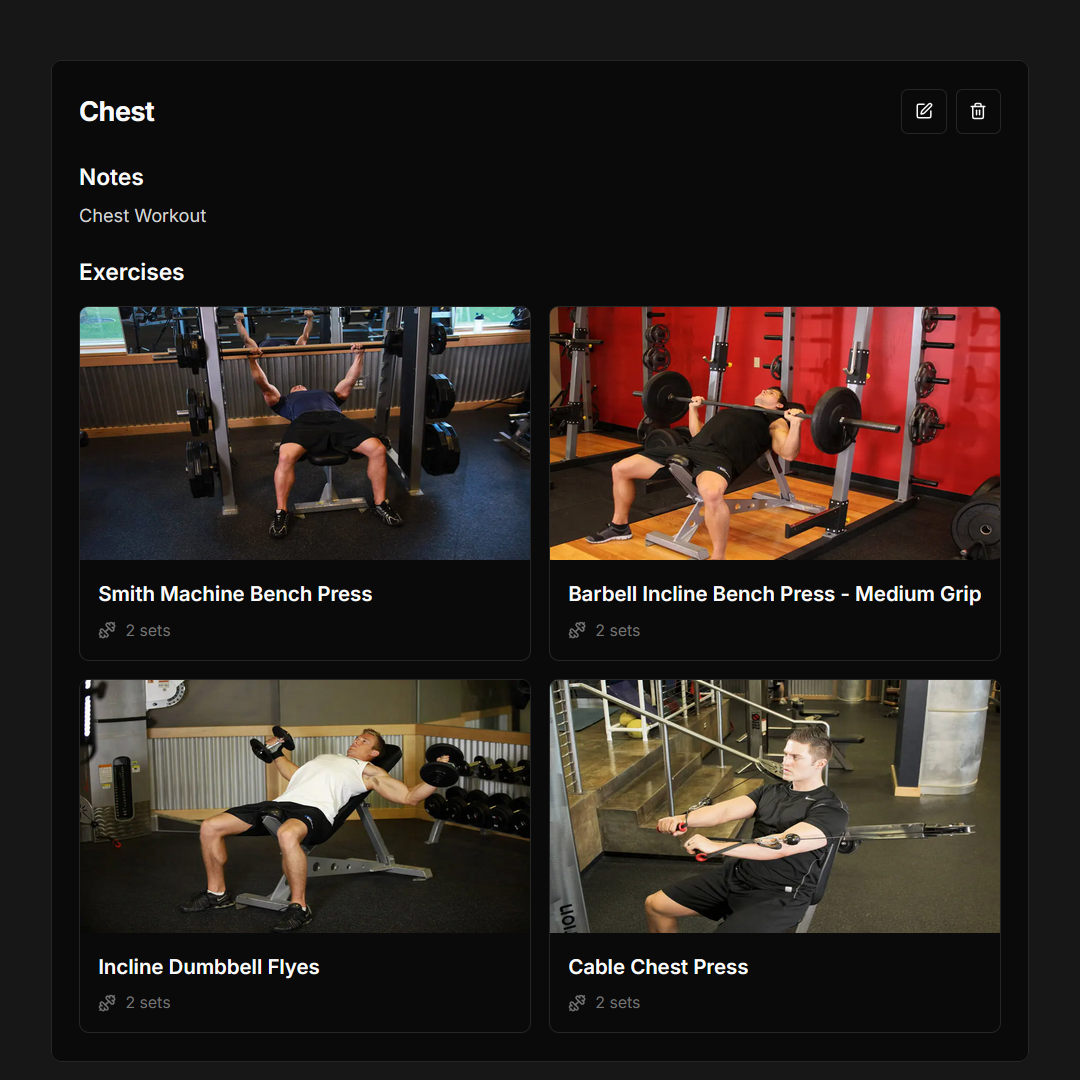 Chest
Notes
Chest Workout
Exercises
Smith Machine Bench Press
2 sets
Barbell Incline Bench Press - Medium Grip
2 sets
Incline Dumbbell Flyes
2 sets
Cable Chest Press
2 sets